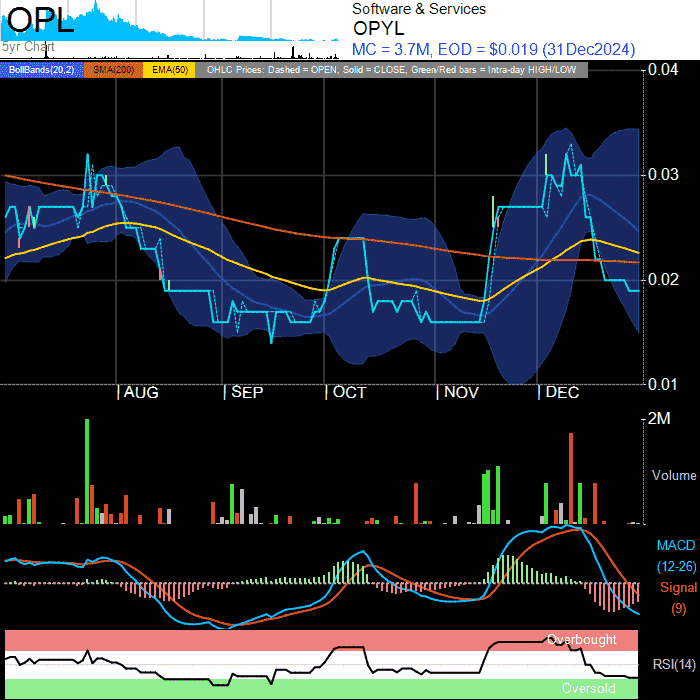 OPL
5yr Chart
Software & Services
OPYL
MC = 3.7M, EOD = $0.019 (31Dec2024)
BollBands(20,2) SMA(200) EMA(50) OHLC Prices: Dashed = OPEN, Solid = CLOSE, Green/Red bars = Intra-day HIGH/LOW
0.04
0.03
0.02
0.01
AUG SEP OCT NOV DEC
2M
Volume
MACD
(12-26)
Signal
(9)
Overbought
RSI(14)
Oversold